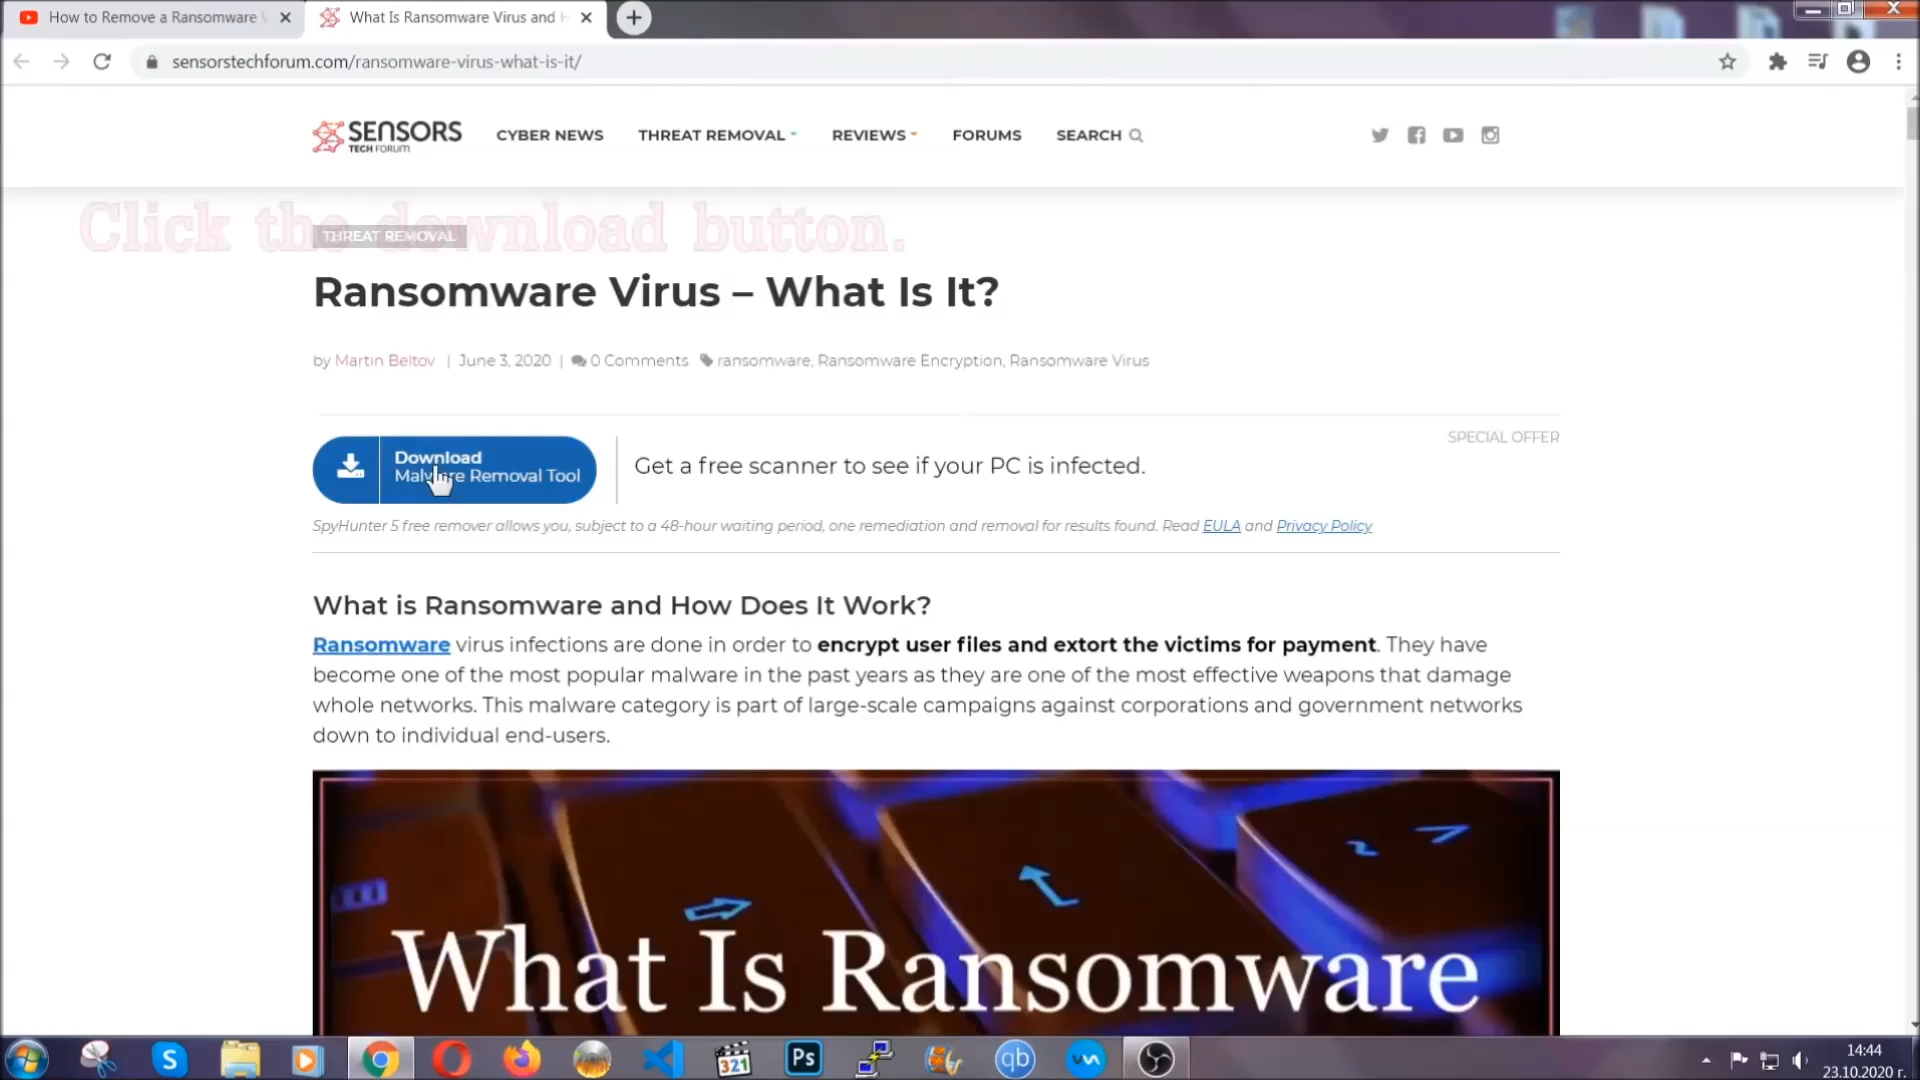 How to Remove a Ransomware V
What Is Ransomware Virus and H
sensorstechforum.com/ransomware-virus-what-is-it/
SENSORS
TECH FORUM
CYBER NEWS
THREAT REMOVAL
REVIEWS
FORUMS
SEARCH
Click the download button.
THREAT REMOVAL
Ransomware Virus – What Is It?
by Martin Beltov | June 3, 2020 | 0 Comments ransomware, Ransomware Encryption, Ransomware Virus
SPECIAL OFFER
Download
Malware Removal Tool
Get a free scanner to see if your PC is infected.
SpyHunter 5 free remover allows you, subject to a 48-hour waiting period, one remediation and removal for results found. Read EULA and Privacy Policy
What is Ransomware and How Does It Work?
Ransomware virus infections are done in order to encrypt user files and extort the victims for payment. They have
become one of the most popular malware in the past years as they are one of the most effective weapons that damage
whole networks. This malware category is part of large-scale campaigns against corporations and government networks
down to individual end-users.
What Is Ransomware
S
321
Ps
qb
14:44
23.10.2020 г.